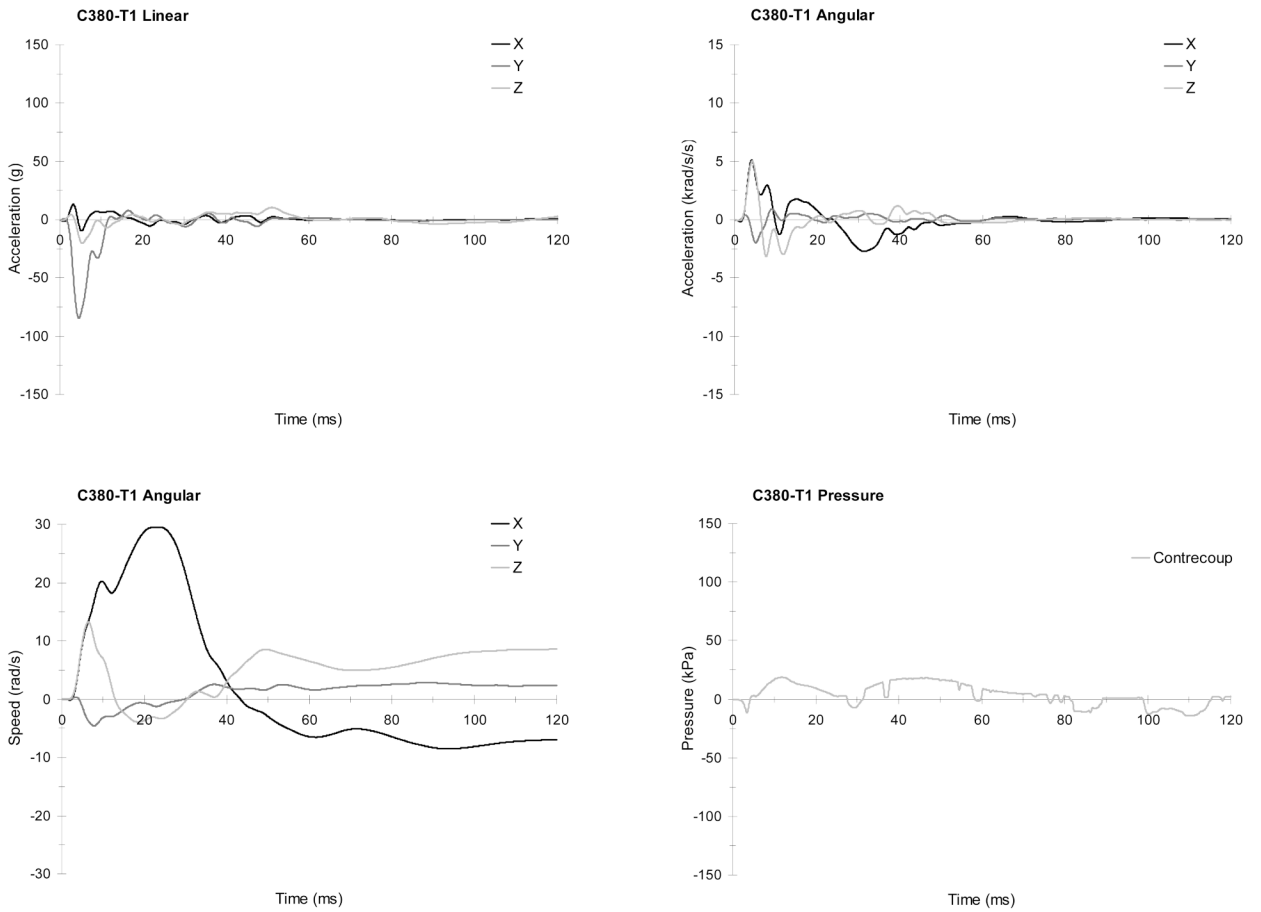 C380-T1 Linear
150
100
50
0
-50
-100
-150
0 20 40 60 80 100 120
Acceleration (g)
Time (ms)
X
Y
Z
C380-T1 Angular
15
10
5
0
-5
-10
-15
0 20 40 60 80 100 120
Acceleration (krad/s/s)
Time (ms)
X
Y
Z
C380-T1 Angular
30
20
10
0
-10
-20
-30
0 20 40 60 80 100 120
Speed (rad/s)
Time (ms)
X
Y
Z
C380-T1 Pressure
150
100
50
0
-50
-100
-150
0 20 40 60 80 100 120
Pressure (kPa)
Time (ms)
Contrecoup